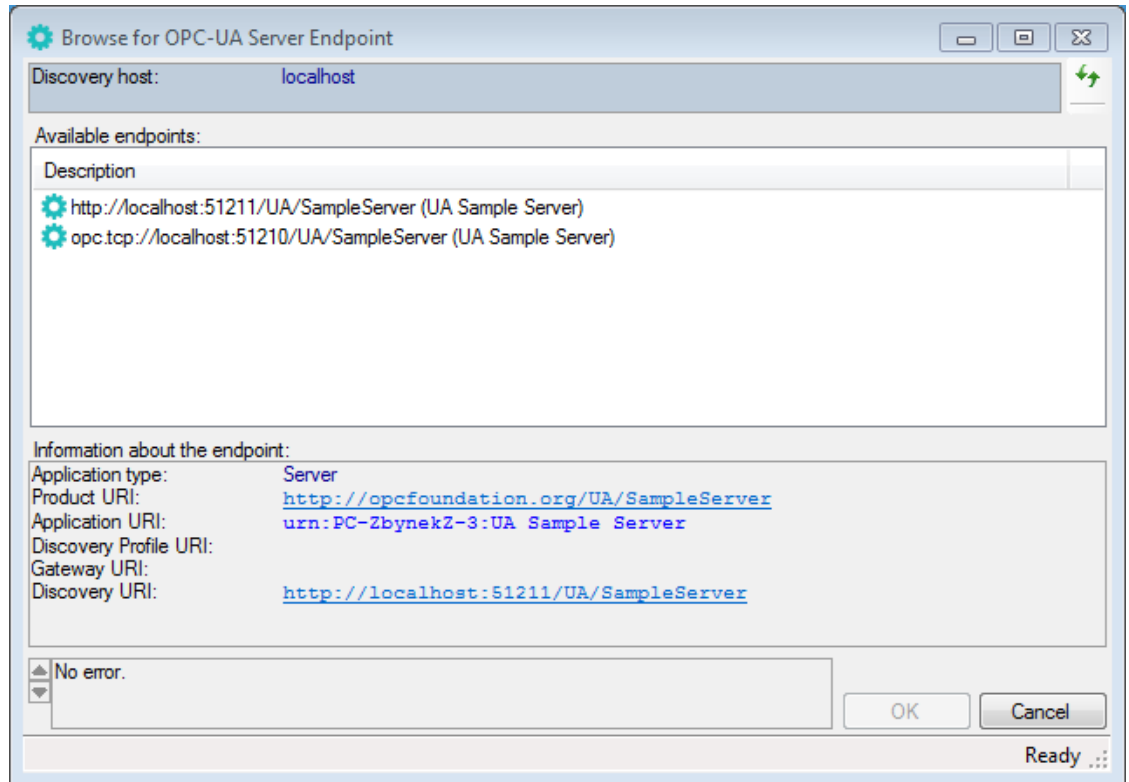 Browse for OPC-UA Server Endpoint
Discovery host: localhost
Available endpoints:
Description
http://localhost:51211/UA/SampleServer (UA Sample Server)
opc.tcp://localhost:51210/UA/SampleServer (UA Sample Server)
Information about the endpoint:
Application type: Server
Product URI: http://opcfoundation.org/UA/SampleServer
Application URI: urn:PC-ZbynekZ-3:UA Sample Server
Discovery Profile URI:
Gateway URI:
Discovery URI: http://localhost:51211/UA/SampleServer
No error.
OK Cancel
Ready